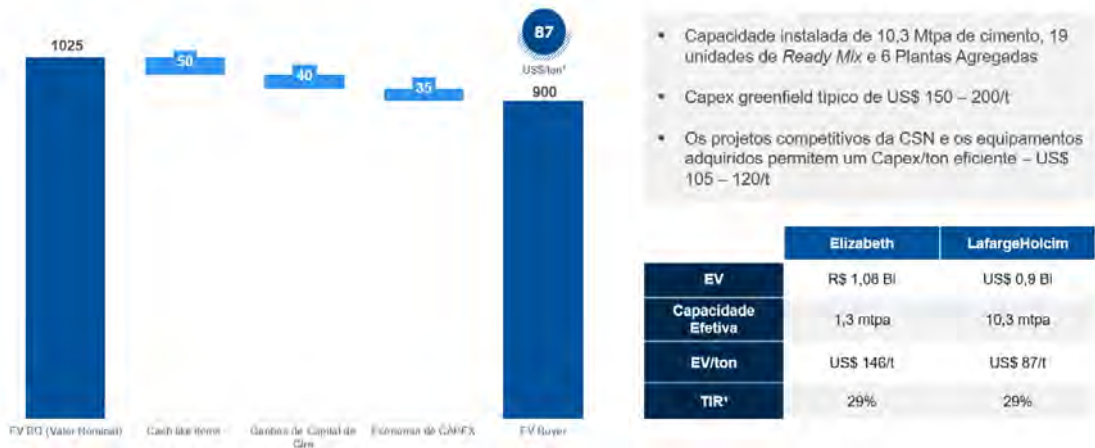 1025
50
40
35
87
US$/ton¹
900
EV BO (Valor Nominal)
Cash like items
Ganhos de Capital de
Giro
Economia de CAPEX
EV Buyer
▪ Capacidade instalada de 10,3 Mtpa de cimento, 19
unidades de Ready Mix e 6 Plantas Agregadas
▪ Capex greenfield típico de US$ 150 – 200/t
▪ Os projetos competitivos da CSN e os equipamentos
adquiridos permitem um Capex/ton eficiente – US$
105 – 120/t
Elizabeth LafargeHolcim
EV R$ 1,08 Bi US$ 0,9 Bi
Capacidade
Efetiva 1,3 mtpa 10,3 mtpa
EV/ton US$ 146/t US$ 87/t
TIR¹ 29% 29%